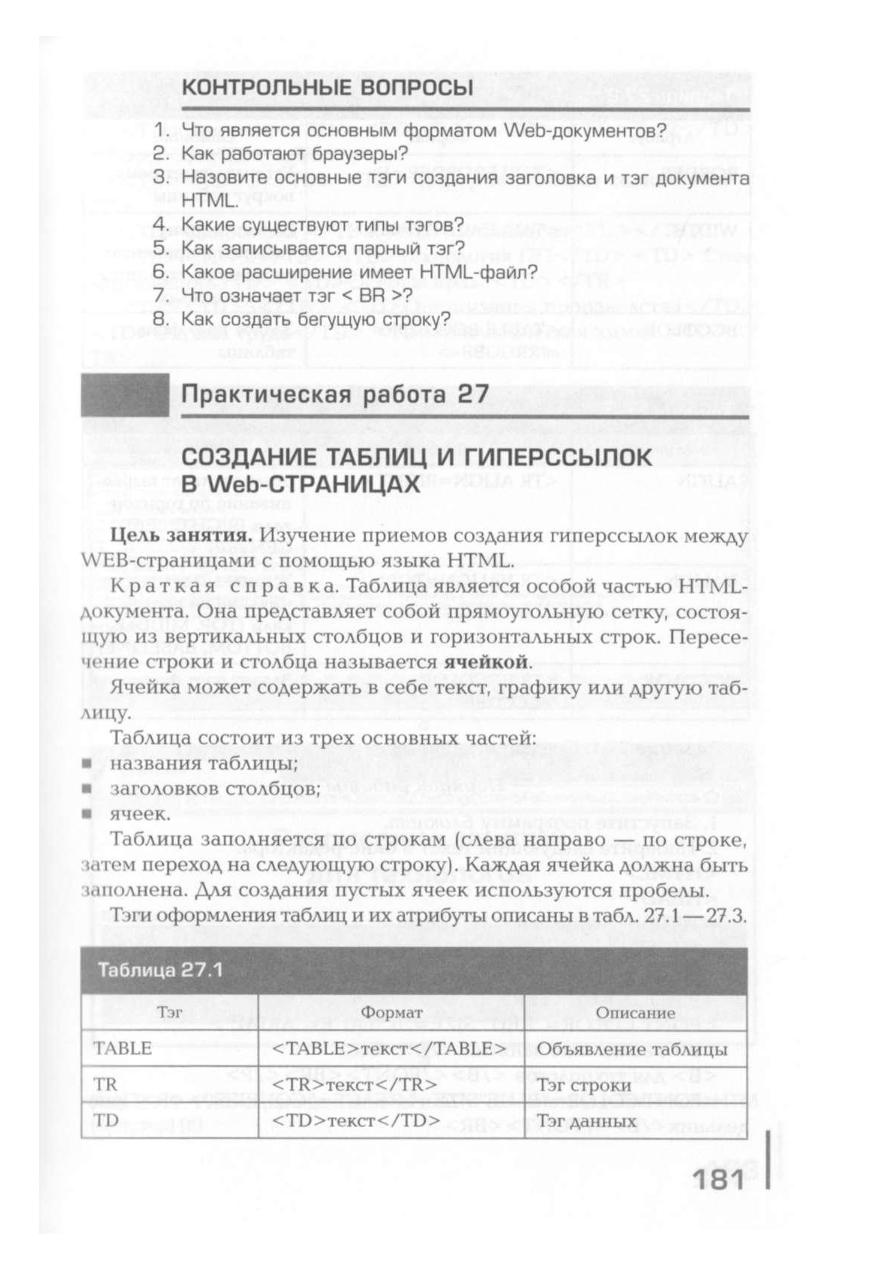 КОНТРОЛЬНЫЕ ВОПРОСЫ
1. Что является основным форматом Web-документов?
2. Как работают браузеры?
3. Назовите основные тэги создания заголовка и тэг документа
HTML.
4. Какие существуют типы тэгов?
5. Как записывается парный тэг?
6. Какое расширение имеет HTML-файл?
7. Что означает тэг < BR >?
8. Как создать бегущую строку?
Практическая работа 27
СОЗДАНИЕ ТАБЛИЦ И ГИПЕРССЫЛОК
В Web-СТРАНИЦАХ
Цель занятия. Изучение приемов создания гиперссылок между
WEB-страницами с помощью языка HTML.
Краткая справка. Таблица является особой частью HTML-
документа. Она представляет собой прямоугольную сетку, состоя-
щую из вертикальных столбцов и горизонтальных строк. Пересе-
чение строки и столбца называется ячейкой.
Ячейка может содержать в себе текст, графику или другую таб-
лицу.
Таблица состоит из трех основных частей:
■ названия таблицы;
■ заголовков столбцов;
■ ячеек.
Таблица заполняется по строкам (слева направо — по строке,
затем переход на следующую строку). Каждая ячейка должна быть
заполнена. Для создания пустых ячеек используются пробелы.
Тэги оформления таблиц и их атрибуты описаны в табл. 27.1—27.3.
Таблица 27.1
Тэг Формат Описание
TABLE <TABLE>текст</TABLE> Объявление таблицы
TR <TR>текст</TR> Тэг строки
TD <TD>текст</TD> Тэг данных
181